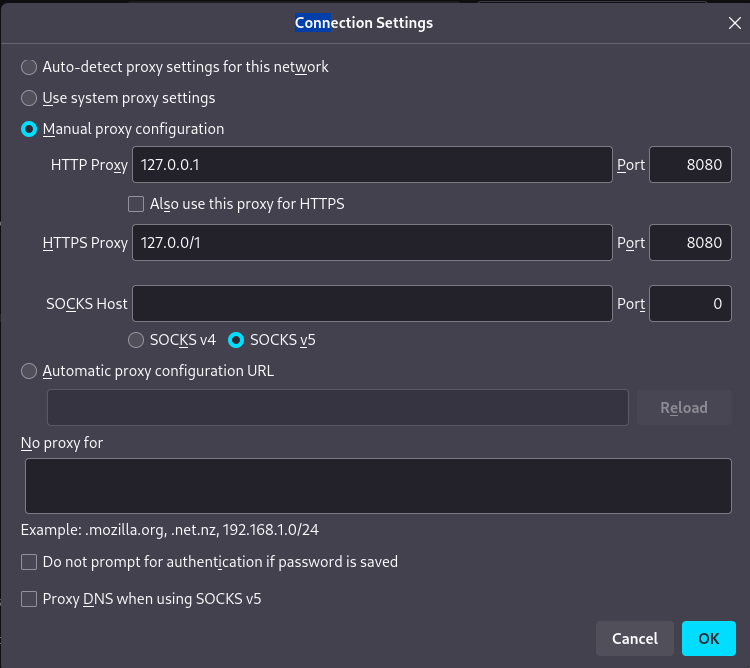 Connection Settings
Auto-detect proxy settings for this network
Use system proxy settings
Manual proxy configuration
HTTP Proxy 127.0.0.1 Port 8080
Also use this proxy for HTTPS
HTTPS Proxy 127.0.0/1 Port 8080
SOCKS Host Port 0
SOCKS v4 SOCKS v5
Automatic proxy configuration URL
Reload
No proxy for
Example: .mozilla.org, .net.nz, 192.168.1.0/24
Do not prompt for authentication if password is saved
Proxy DNS when using SOCKS v5
Cancel OK